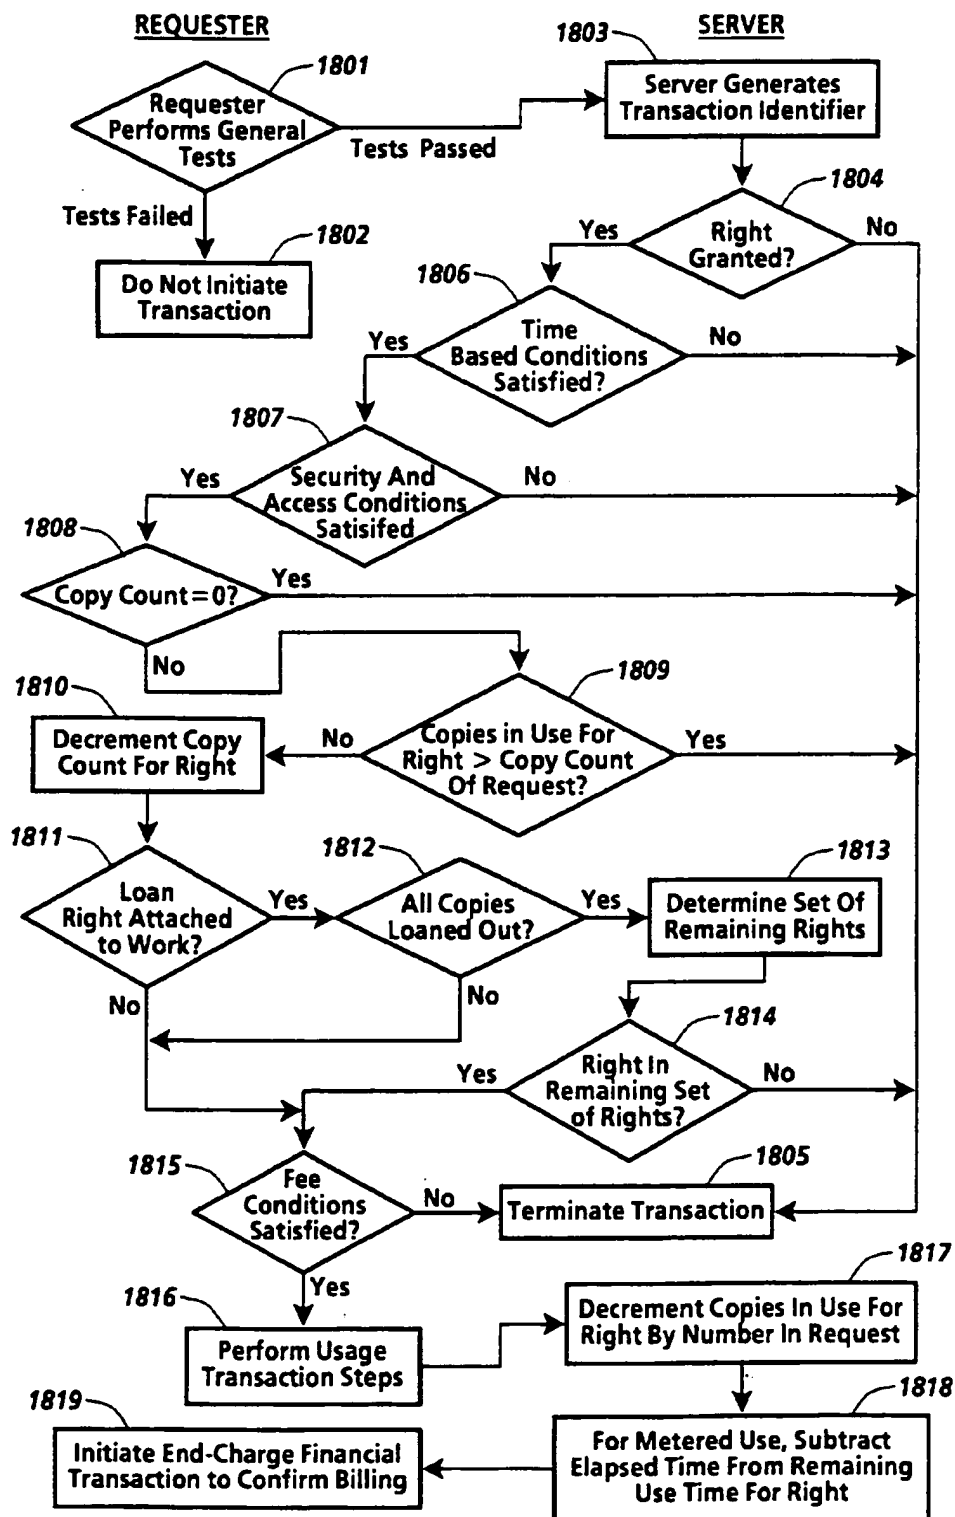 REQUESTER
SERVER
1801
1803
Requester
Performs General
Tests
Server Generates
Transaction Identifier
Tests Passed
Tests Failed
1802
Do Not Initiate
Transaction
1804
Right
Granted?
Yes
No
1806
Time
Based Conditions
Satisfied?
Yes
No
1807
Security And
Access Conditions
Satisifed
Yes
No
1808
Copy Count=0?
Yes
No
1809
Copies in Use For
Right > Copy Count
Of Request?
No
Yes
1810
Decrement Copy
Count For Right
1811
Loan
Right Attached
to Work?
Yes
No
1812
All Copies
Loaned Out?
Yes
No
1813
Determine Set Of
Remaining Rights
1814
Right In
Remaining Set
of Rights?
Yes
No
1815
Fee
Conditions
Satisfied?
No
Yes
1805
Terminate Transaction
1816
Perform Usage
Transaction Steps
1817
Decrement Copies In Use For
Right By Number In Request
1818
For Metered Use, Subtract
Elapsed Time From Remaining
Use Time For Right
1819
Initiate End-Charge Financial
Transaction to Confirm Billing